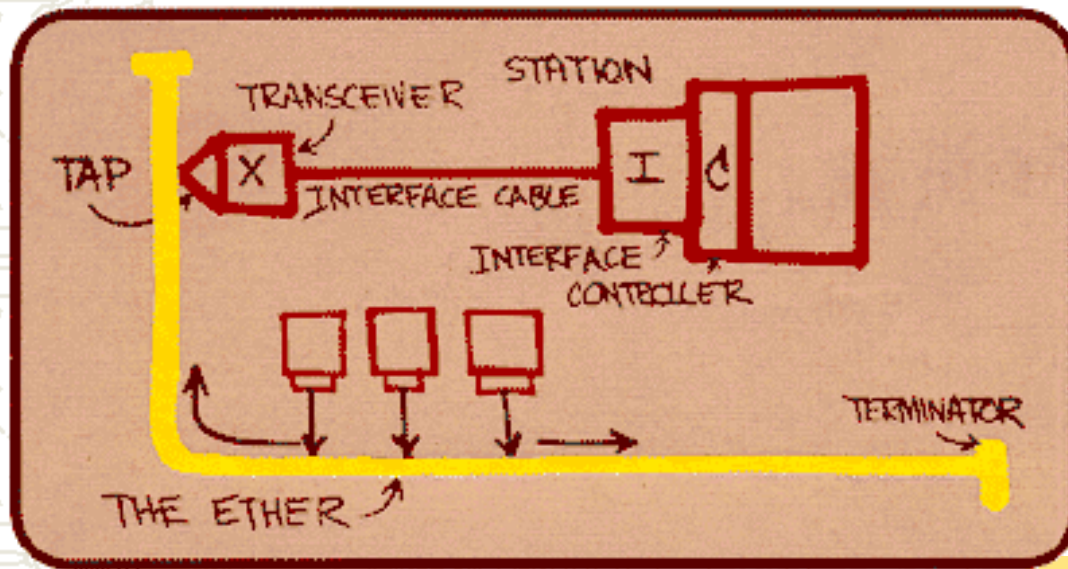 STATION
TRANSCEIVER
TAP
X
I
C
INTERFACE CABLE
INTERFACE
CONTROLLER
TERMINATOR
THE ETHER